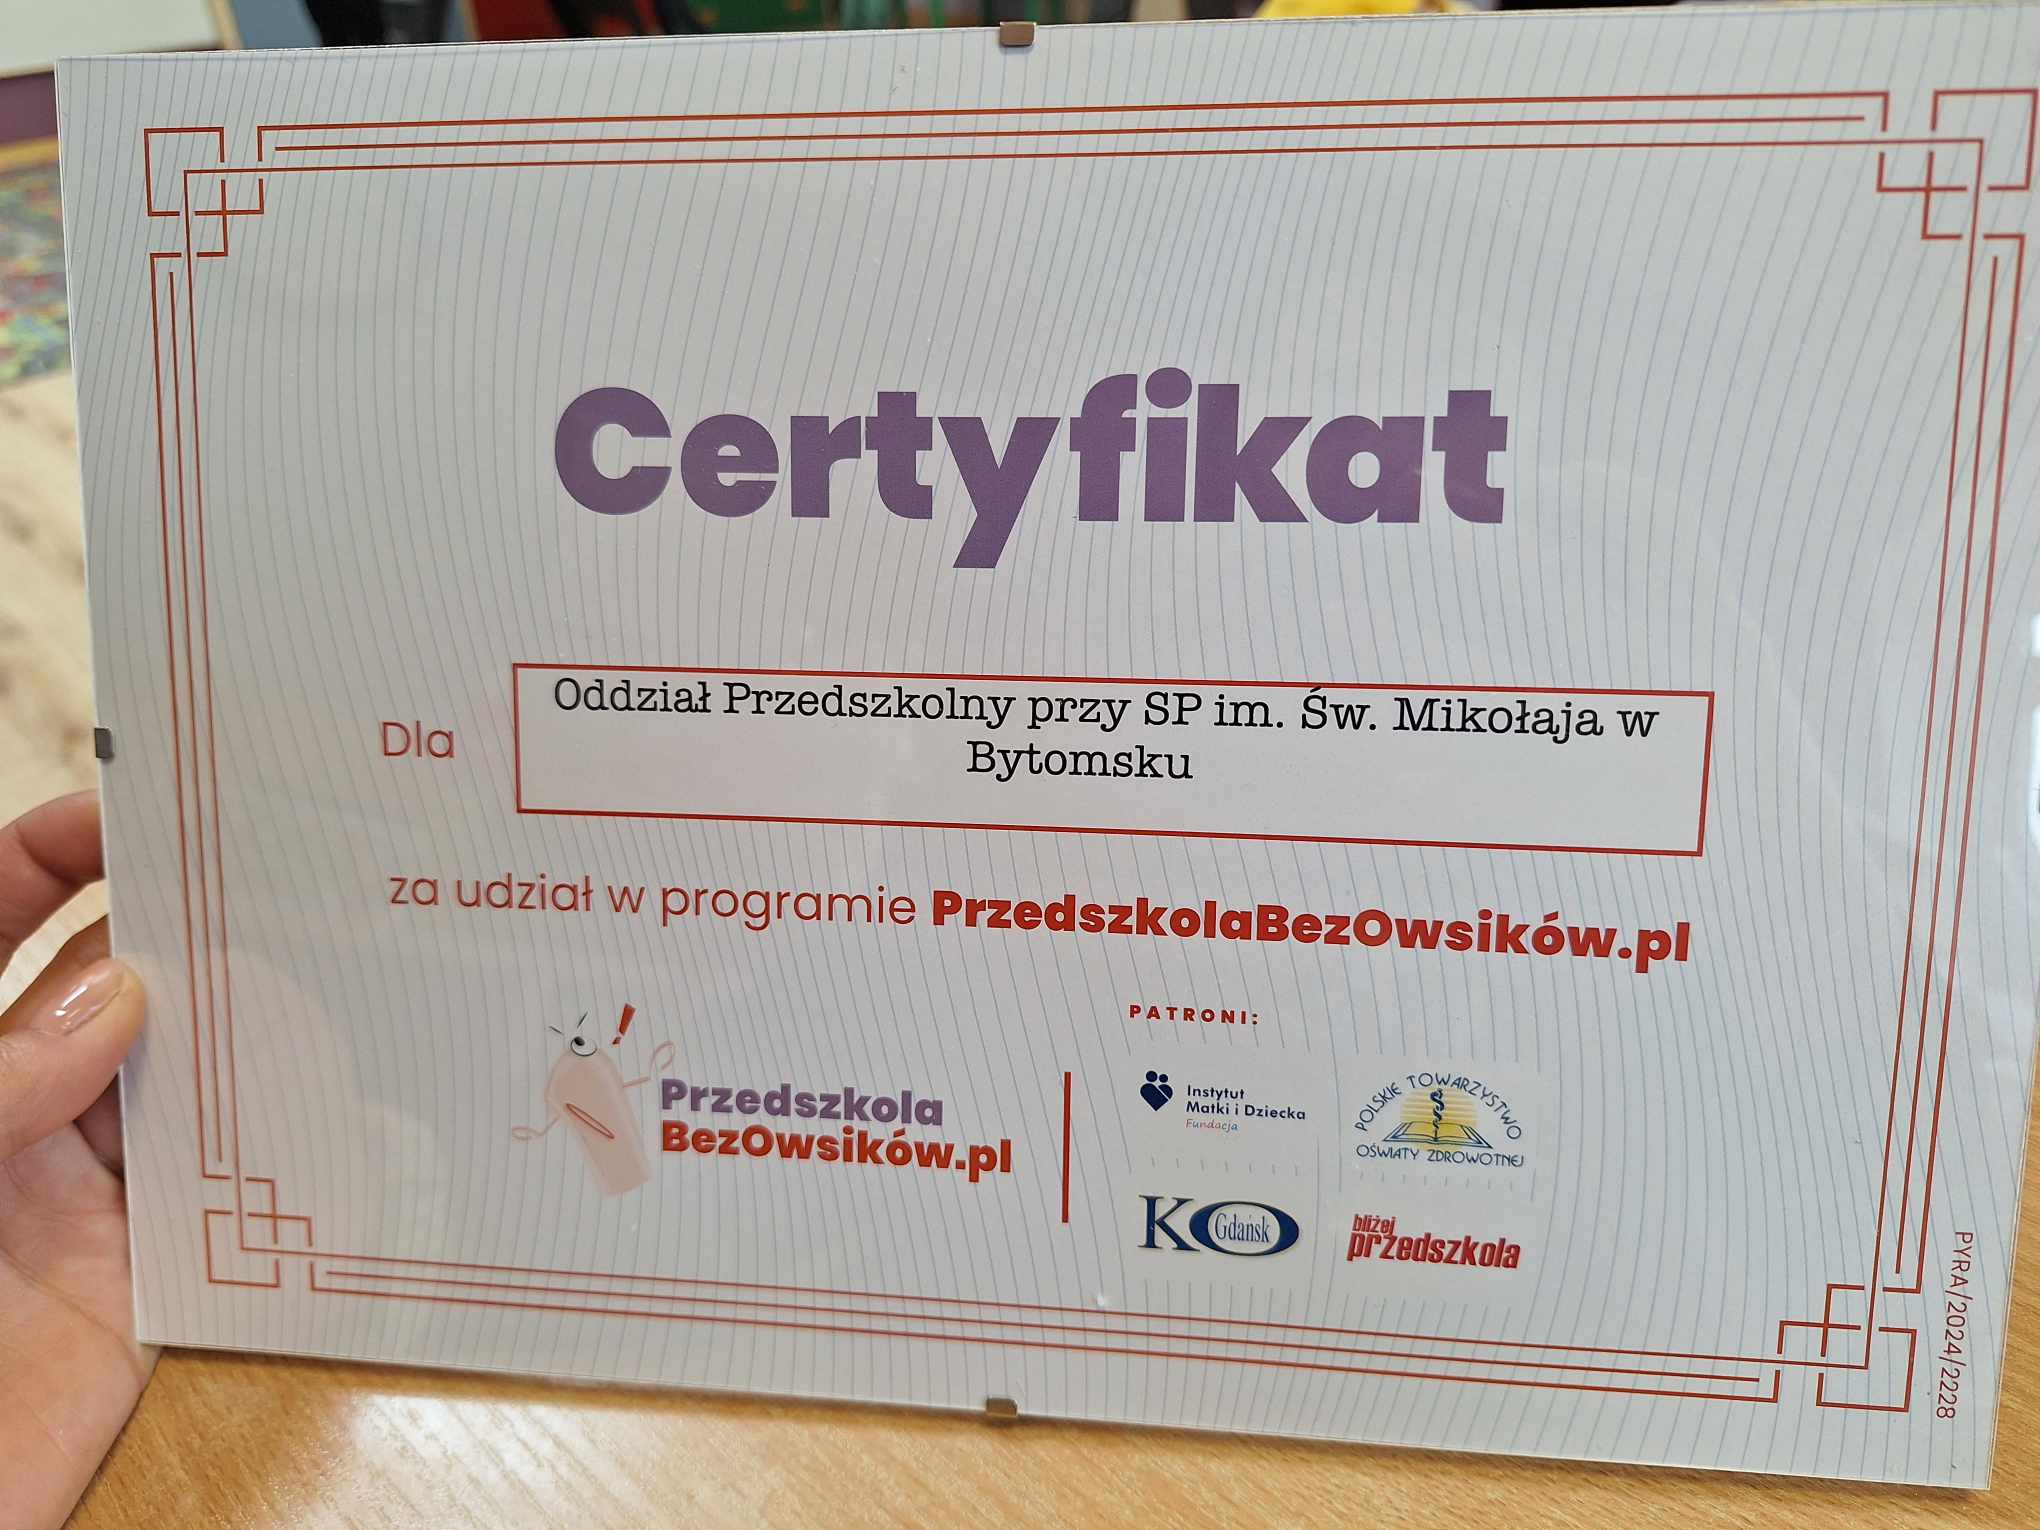 Certyfikat
Dla
Oddział Przedszkolny przy SP im. Św. Mikołaja w
Bytomsku
za udział w programie PrzedszkolaBezOwsików.pl
!
Przedszkola
BezOwsików.pl
PATRONI:
Instytut
Matki i Dziecka
Fundacja
POLSKIE TOWARZYSTWO
OŚWIATY ZDROWOTNEJ
KO
Gdańsk
bliżej
przedszkola
PYRA/2024/2228